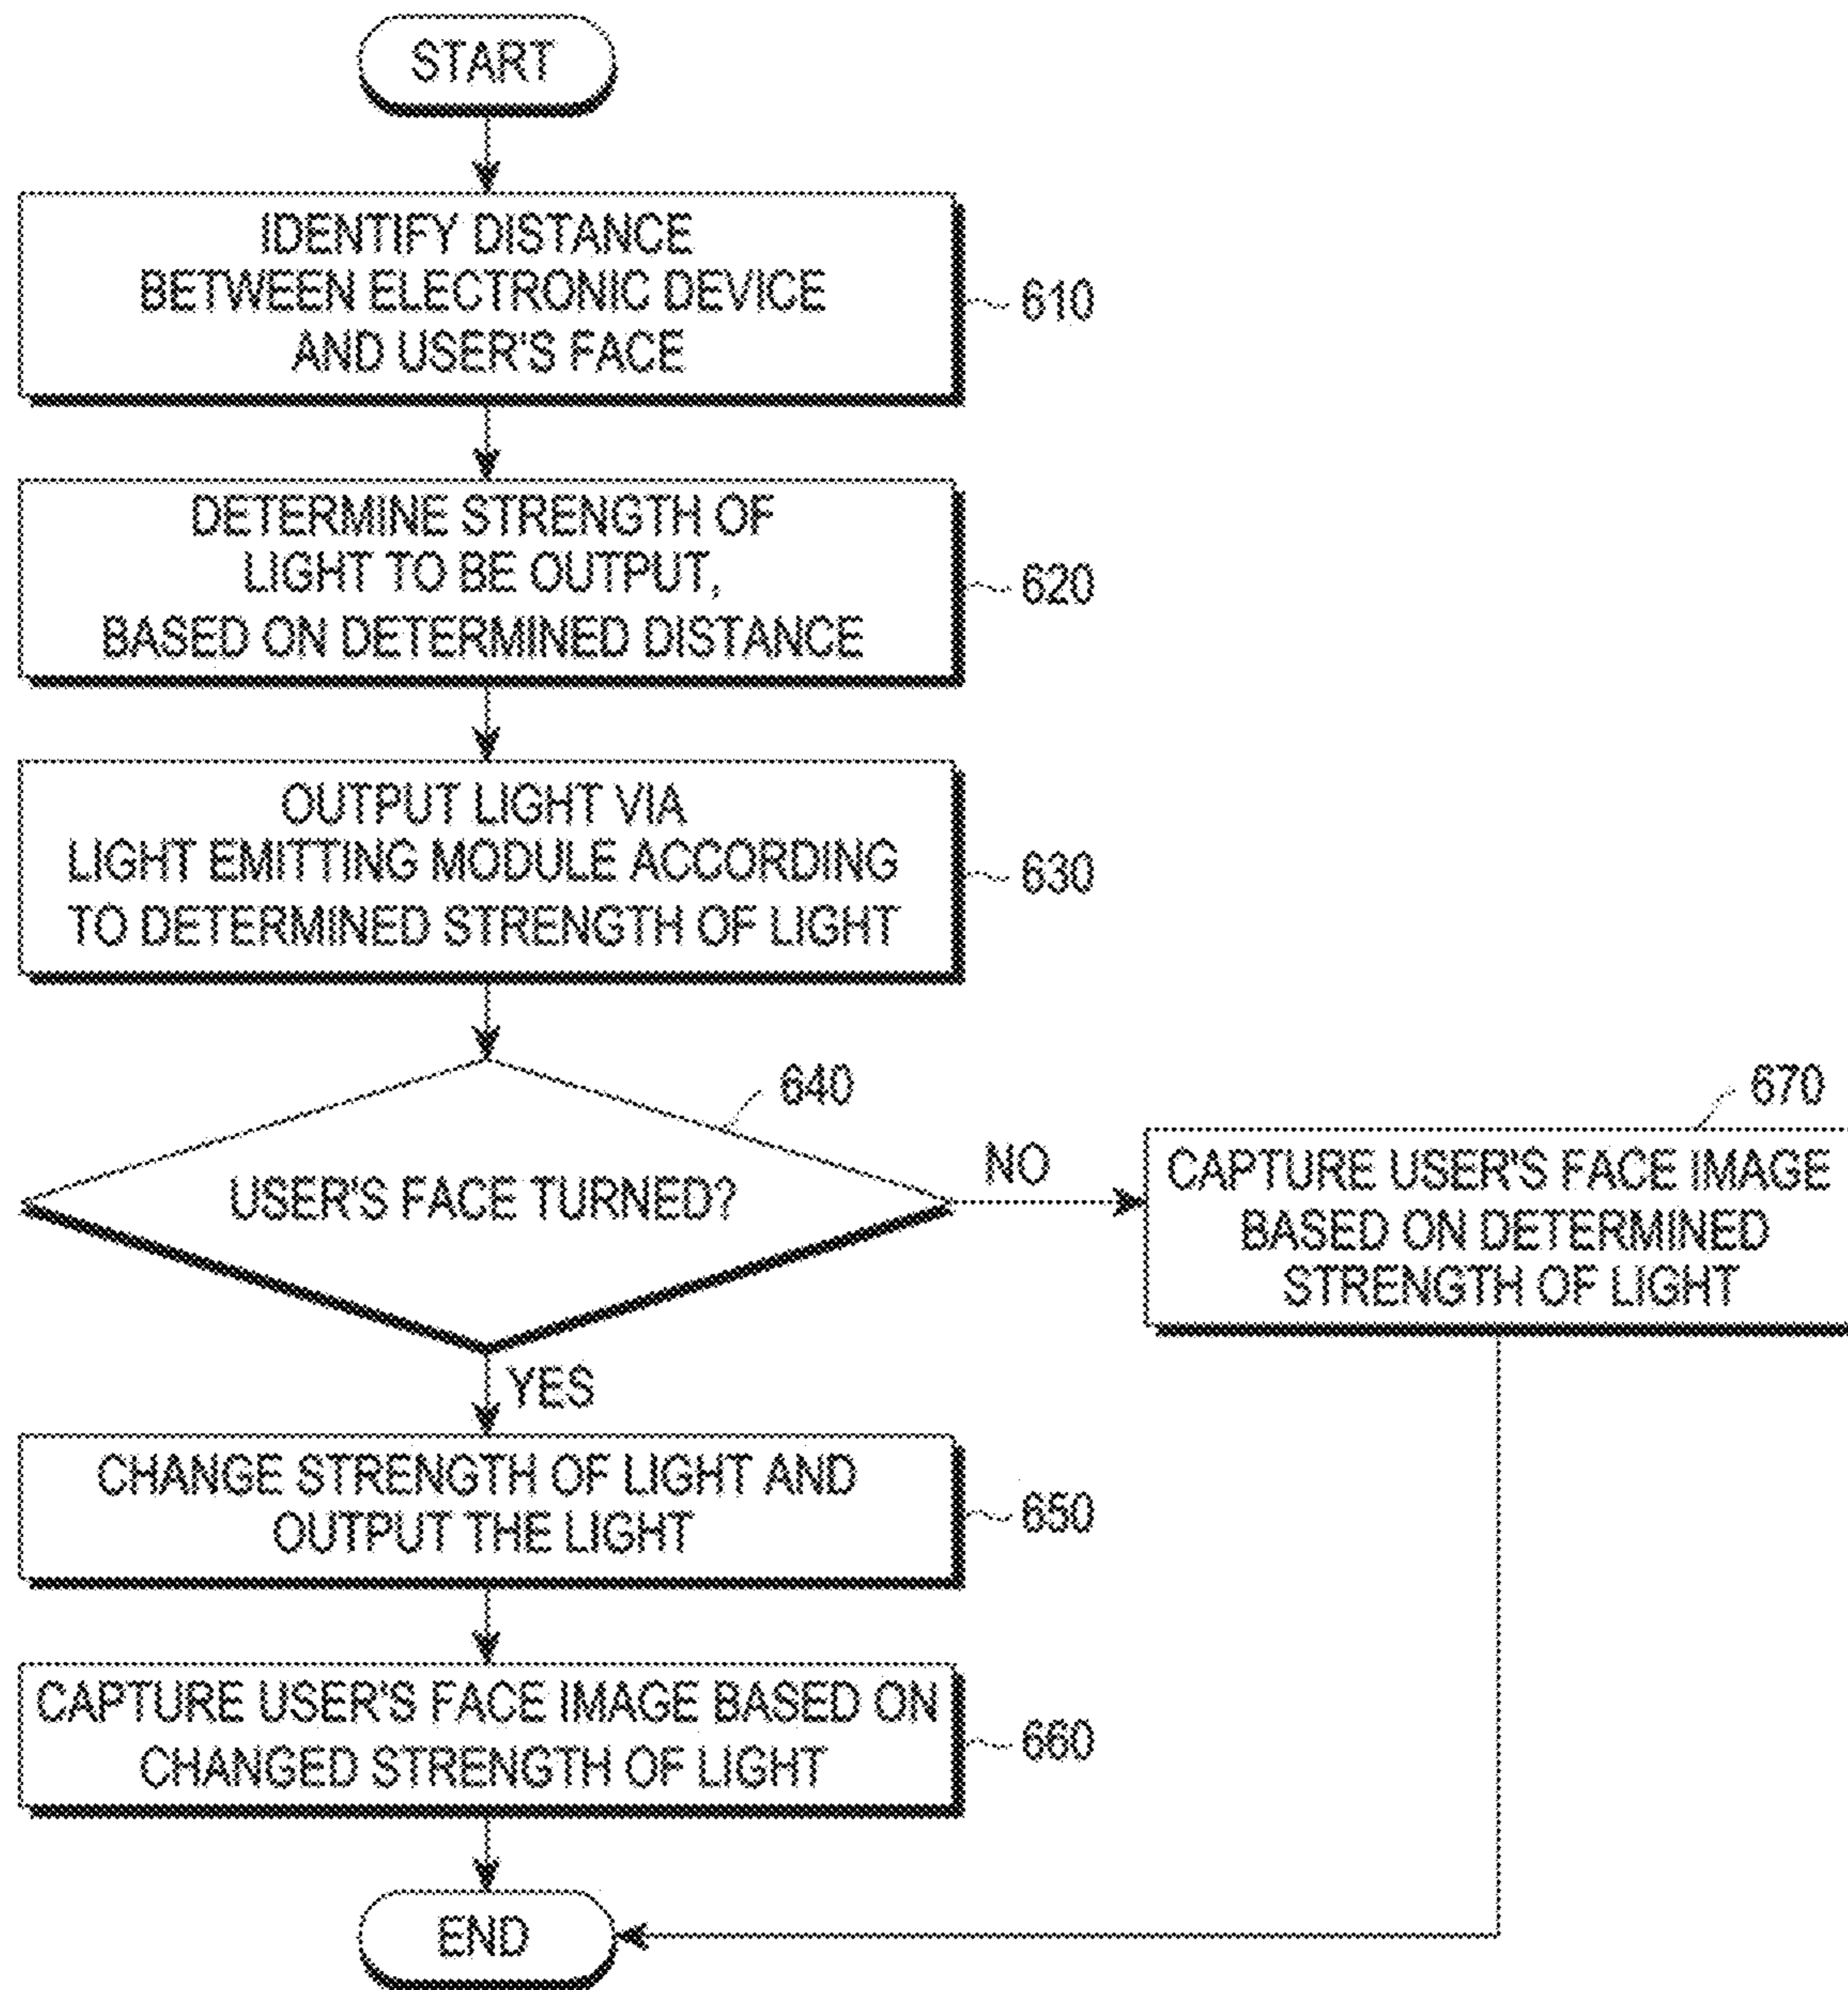 START
IDENTIFY DISTANCE
BETWEEN ELECTRONIC DEVICE
AND USER'S FACE
610
DETERMINE STRENGTH OF
LIGHT TO BE OUTPUT,
BASED ON DETERMINED DISTANCE
620
OUTPUT LIGHT VIA
LIGHT EMITTING MODULE ACCORDING
TO DETERMINED STRENGTH OF LIGHT
630
640
USER'S FACE TURNED?
NO
670
CAPTURE USER'S FACE IMAGE
BASED ON DETERMINED
STRENGTH OF LIGHT
YES
CHANGE STRENGTH OF LIGHT AND
OUTPUT THE LIGHT
650
CAPTURE USER'S FACE IMAGE BASED ON
CHANGED STRENGTH OF LIGHT
660
END